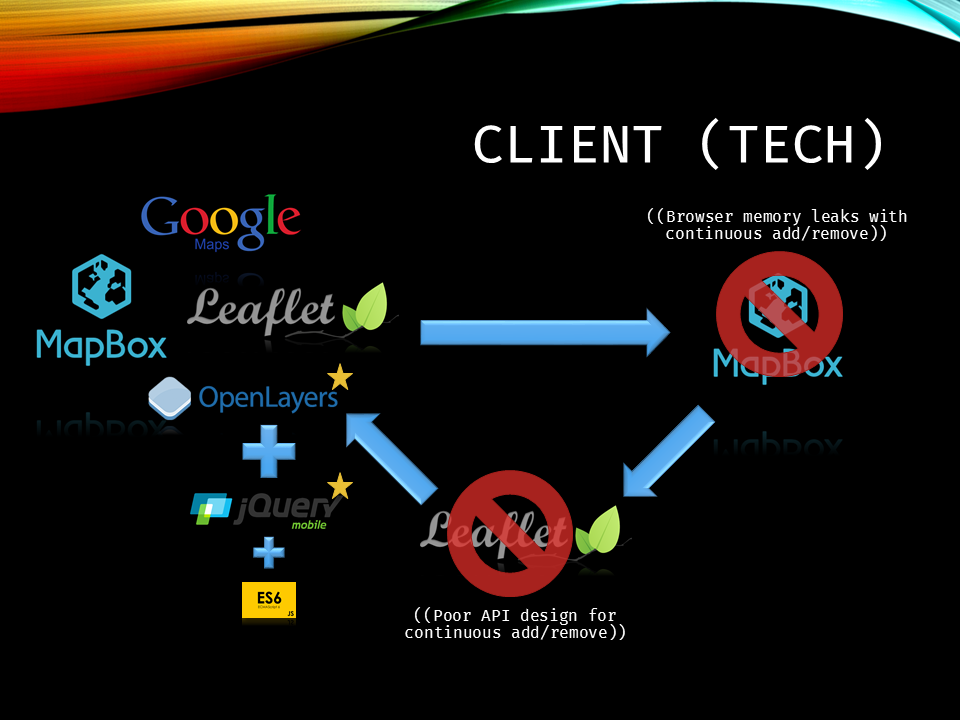 CLIENT (TECH)
Google
Maps
MapBox
Leaflet
OpenLayers
jQuery
mobile
ES6
JS
((Browser memory leaks with
continuous add/remove))
MapBox
Leaflet
((Poor API design for
continuous add/remove))